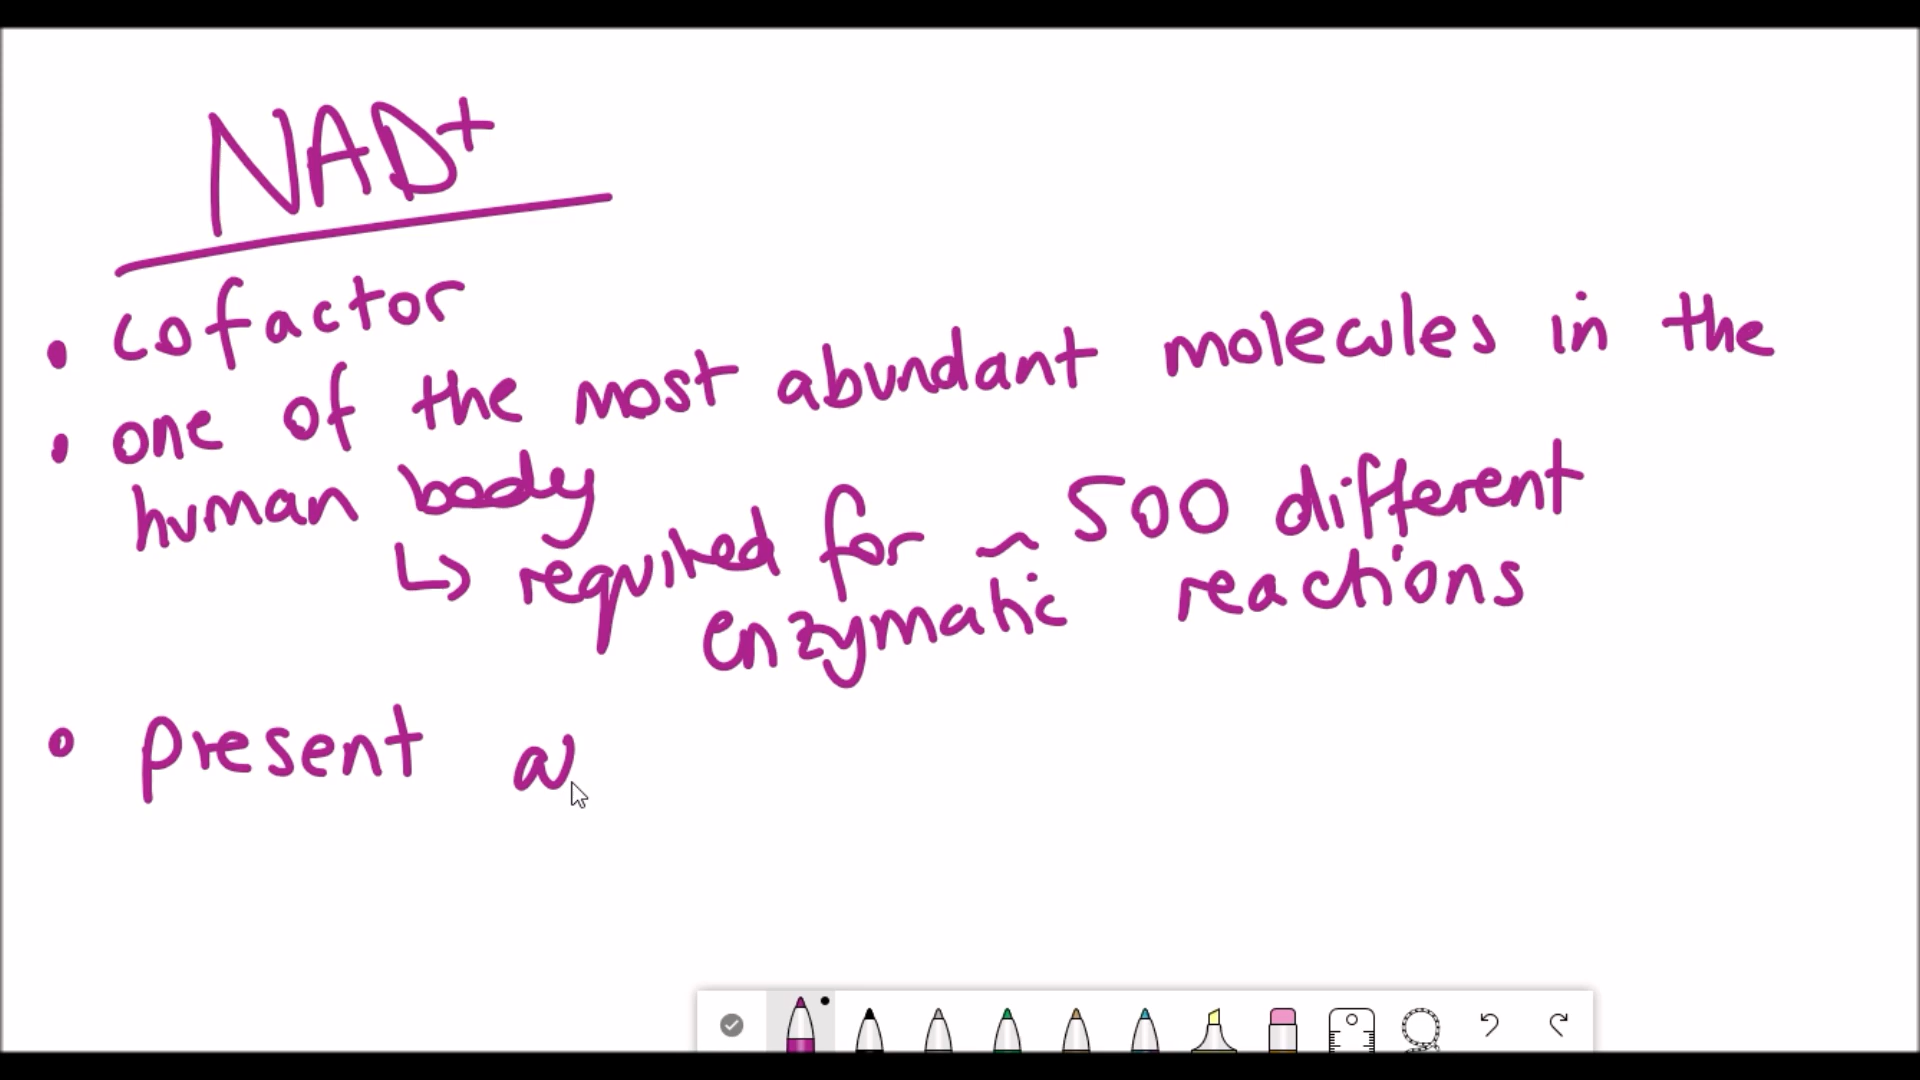 NAD+
• cofactor
• one of the most abundant molecules in the
human body
↳ required for ~ 500 different
enzymatic reactions
• present